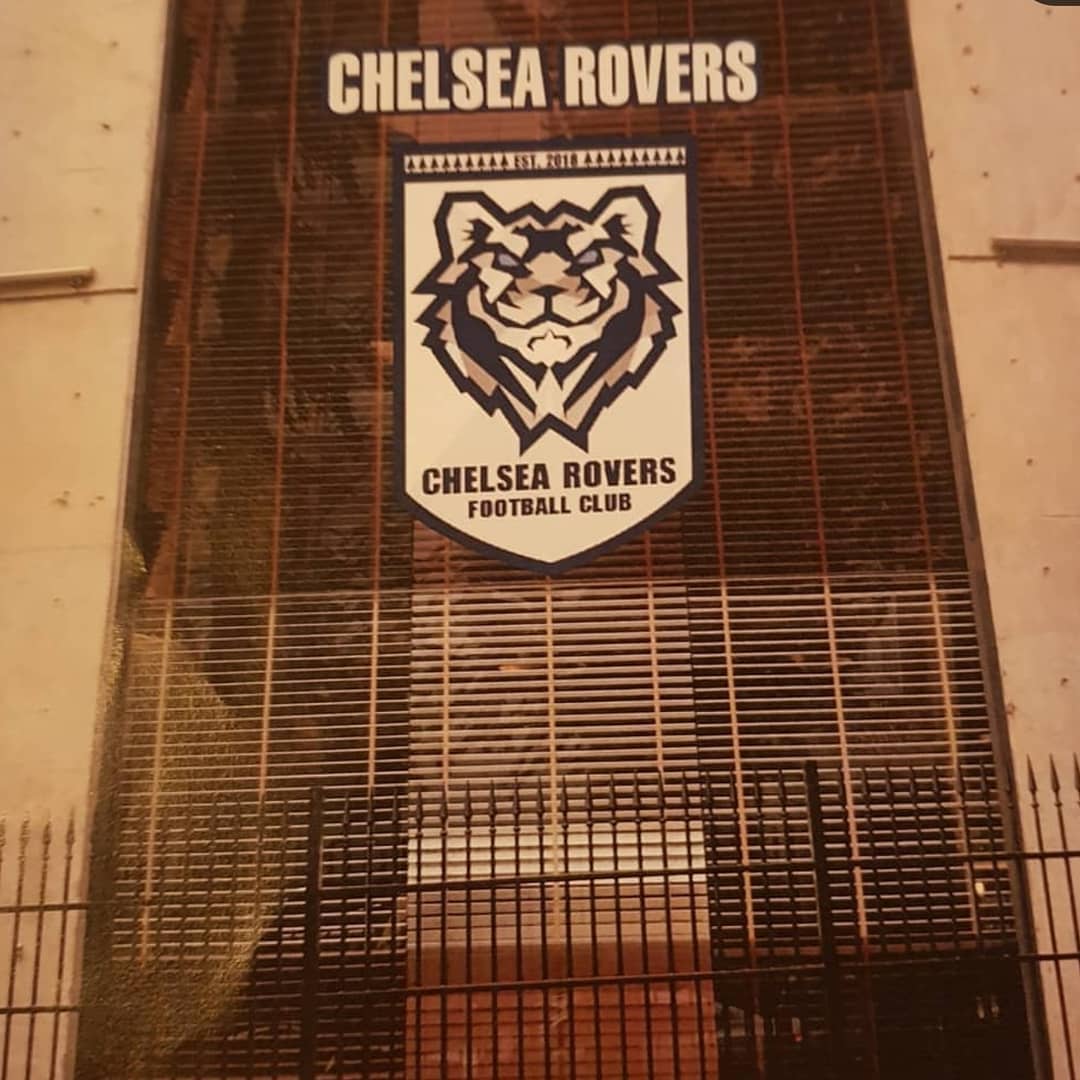 CHELSEA ROVERS
EST. 2018
CHELSEA ROVERS
FOOTBALL CLUB